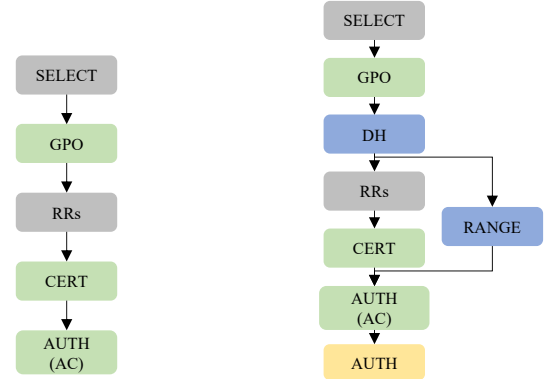 SELECT
GPO
RRs
CERT
AUTH
(AC)
SELECT
GPO
DH
RRs
RANGE
CERT
AUTH
(AC)
AUTH